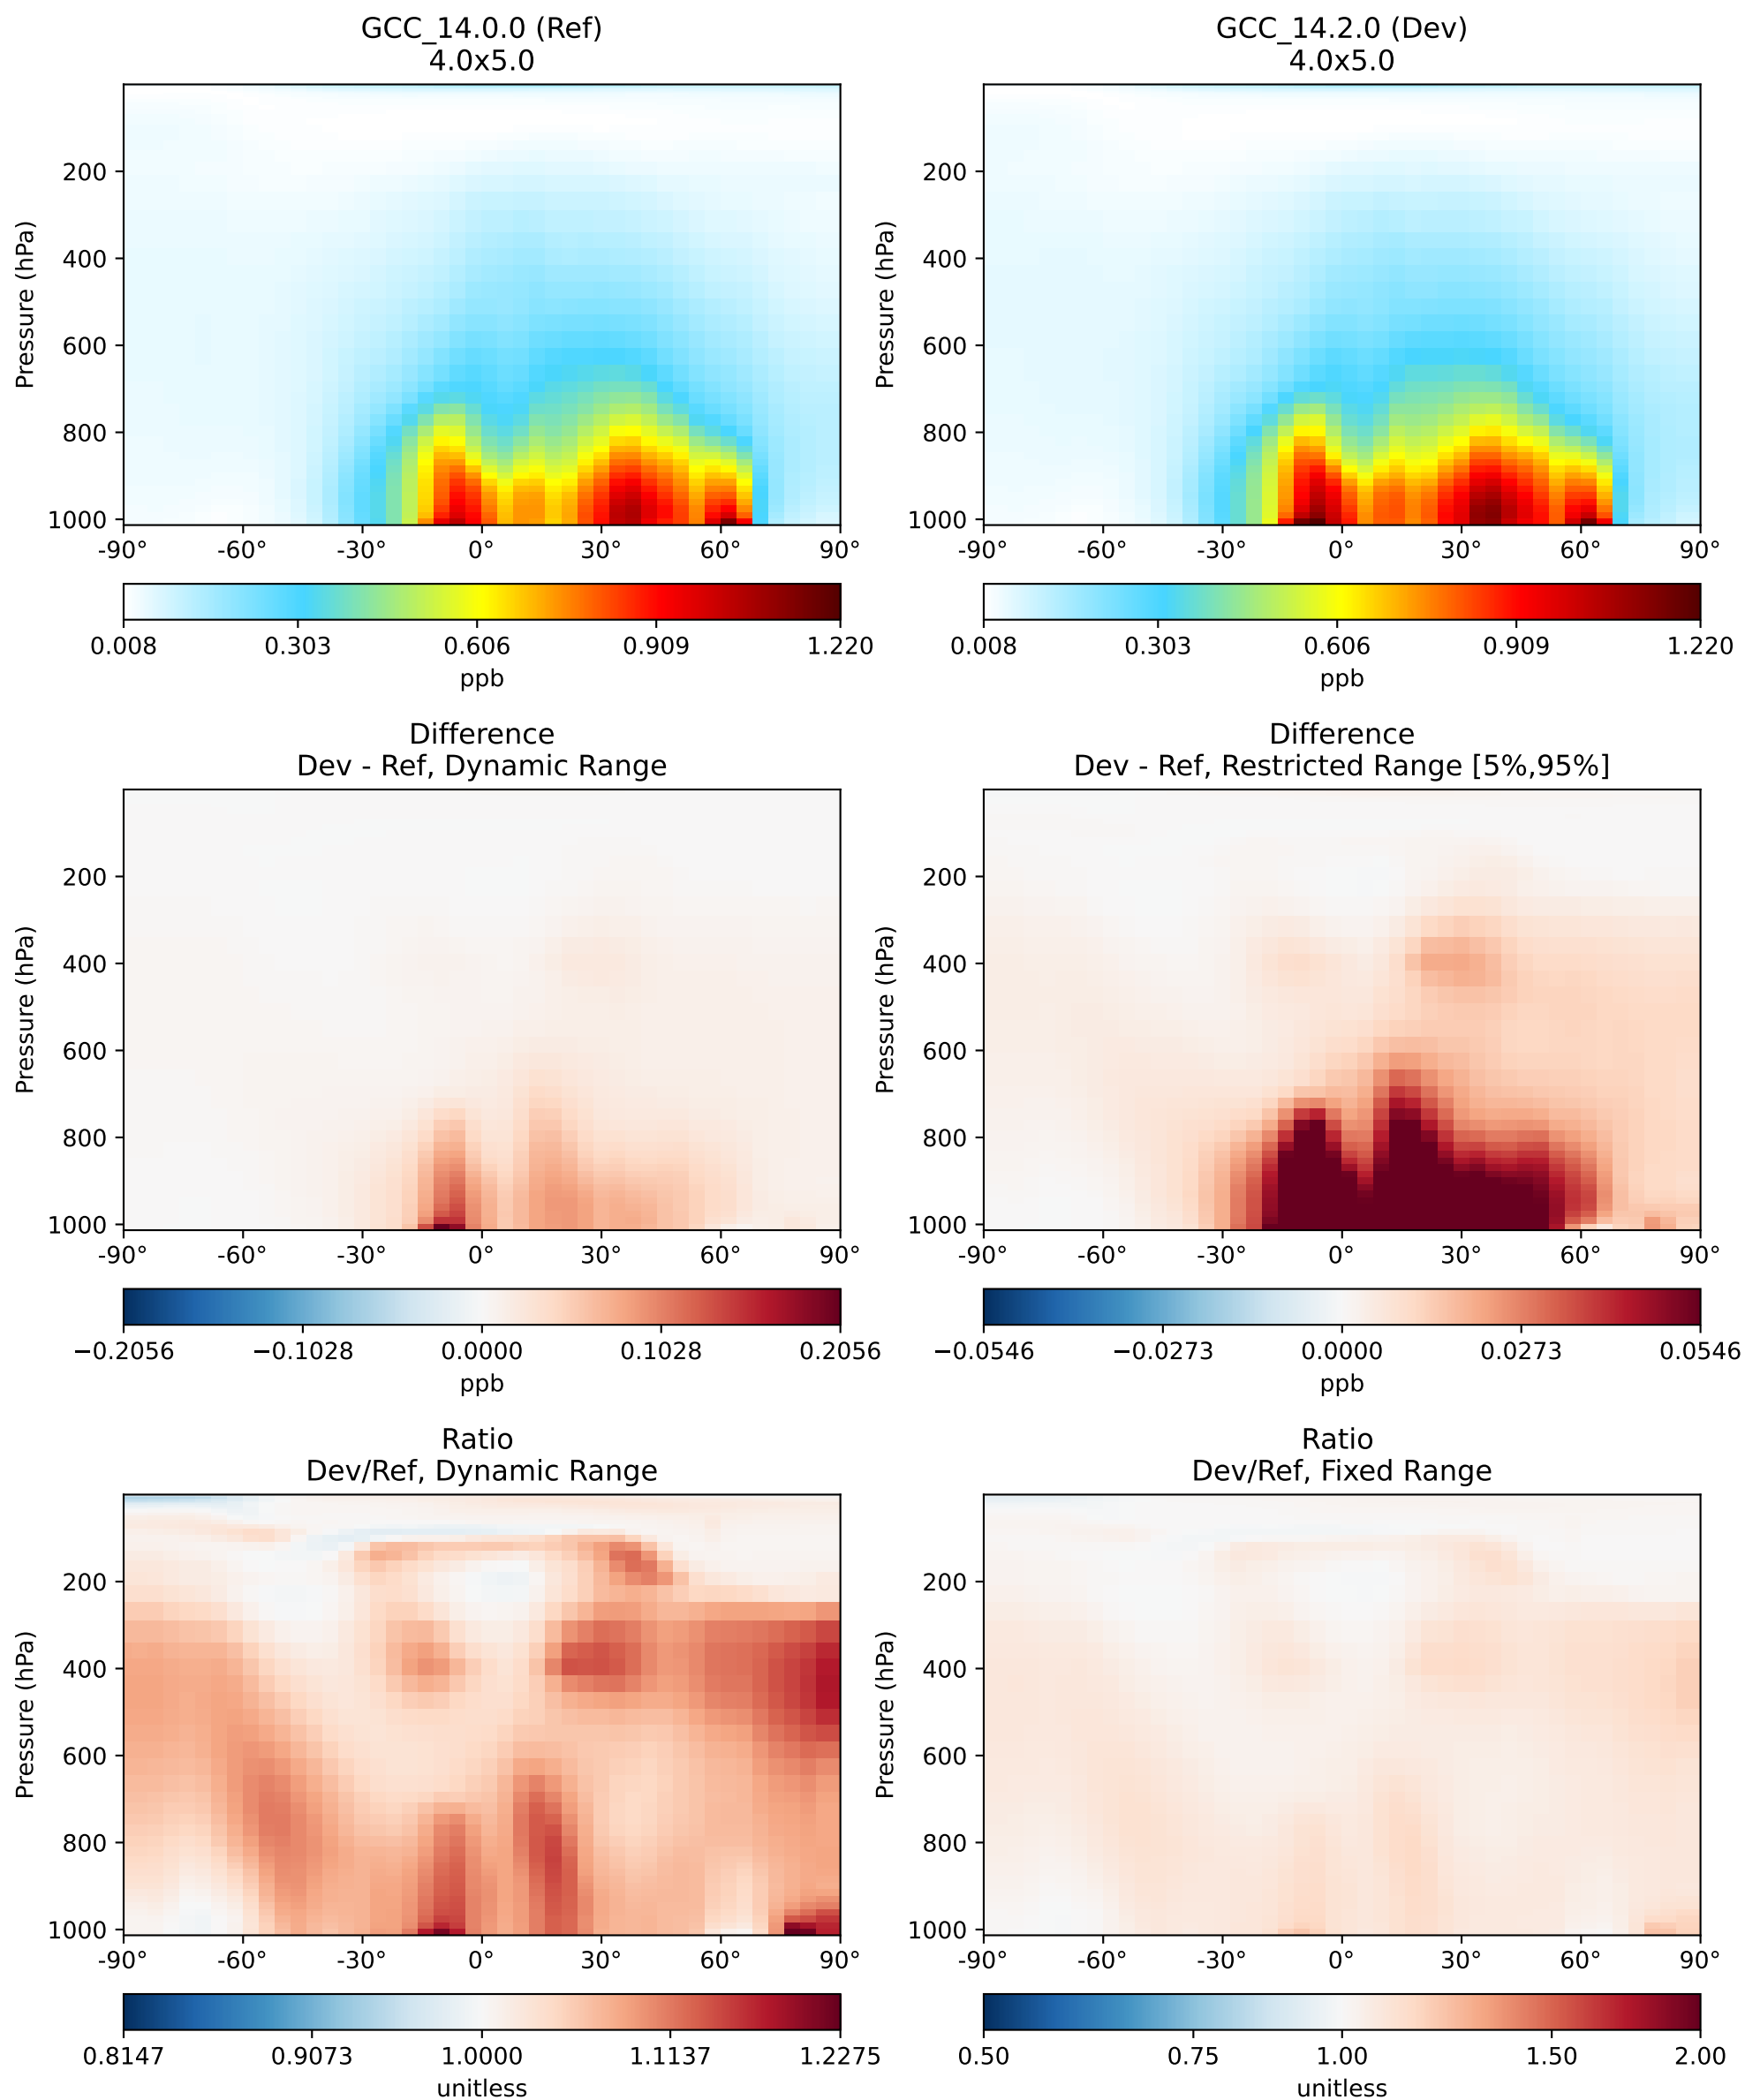 GCC_14.0.0 (Ref)
4.0x5.0
Pressure (hPa)
200
400
600
800
1000
-90° -60° -30° 0° 30° 60° 90°
0.008 0.303 0.606 0.909 1.220
ppb
GCC_14.2.0 (Dev)
4.0x5.0
Pressure (hPa)
200
400
600
800
1000
-90° -60° -30° 0° 30° 60° 90°
0.008 0.303 0.606 0.909 1.220
ppb
Difference
Dev - Ref, Dynamic Range
Pressure (hPa)
200
400
600
800
1000
-90° -60° -30° 0° 30° 60° 90°
−0.2056 −0.1028 0.0000 0.1028 0.2056
ppb
Difference
Dev - Ref, Restricted Range [5%,95%]
Pressure (hPa)
200
400
600
800
1000
-90° -60° -30° 0° 30° 60° 90°
−0.0546 −0.0273 0.0000 0.0273 0.0546
ppb
Ratio
Dev/Ref, Dynamic Range
Pressure (hPa)
200
400
600
800
1000
-90° -60° -30° 0° 30° 60° 90°
0.8147 0.9073 1.0000 1.1137 1.2275
unitless
Ratio
Dev/Ref, Fixed Range
Pressure (hPa)
200
400
600
800
1000
-90° -60° -30° 0° 30° 60° 90°
0.50 0.75 1.00 1.50 2.00
unitless